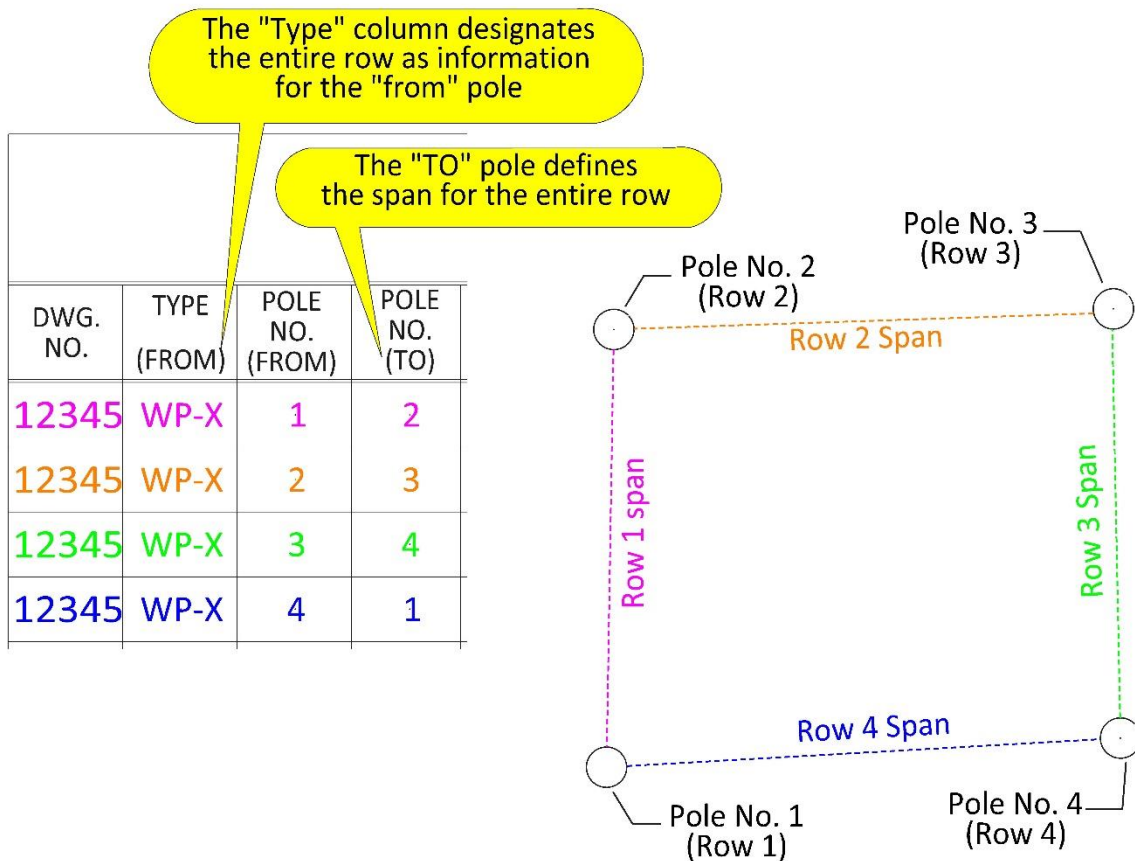 The "Type" column designates
the entire row as information
for the "from" pole
The "TO" pole defines
the span for the entire row
DWG.
NO.
TYPE
(FROM)
POLE
NO.
(FROM)
POLE
NO.
(TO)
12345 WP-X 1 2
12345 WP-X 2 3
12345 WP-X 3 4
12345 WP-X 4 1
Pole No. 2
(Row 2)
Pole No. 3
(Row 3)
Row 2 Span
Row 1 span
Row 3 Span
Row 4 Span
Pole No. 1
(Row 1)
Pole No. 4
(Row 4)